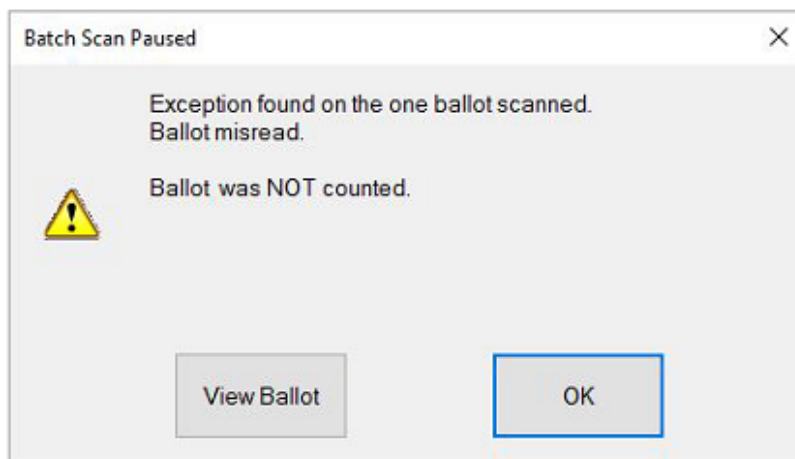 Batch Scan Paused
Exception found on the one ballot scanned.
Ballot misread.
Ballot was NOT counted.
View Ballot
OK